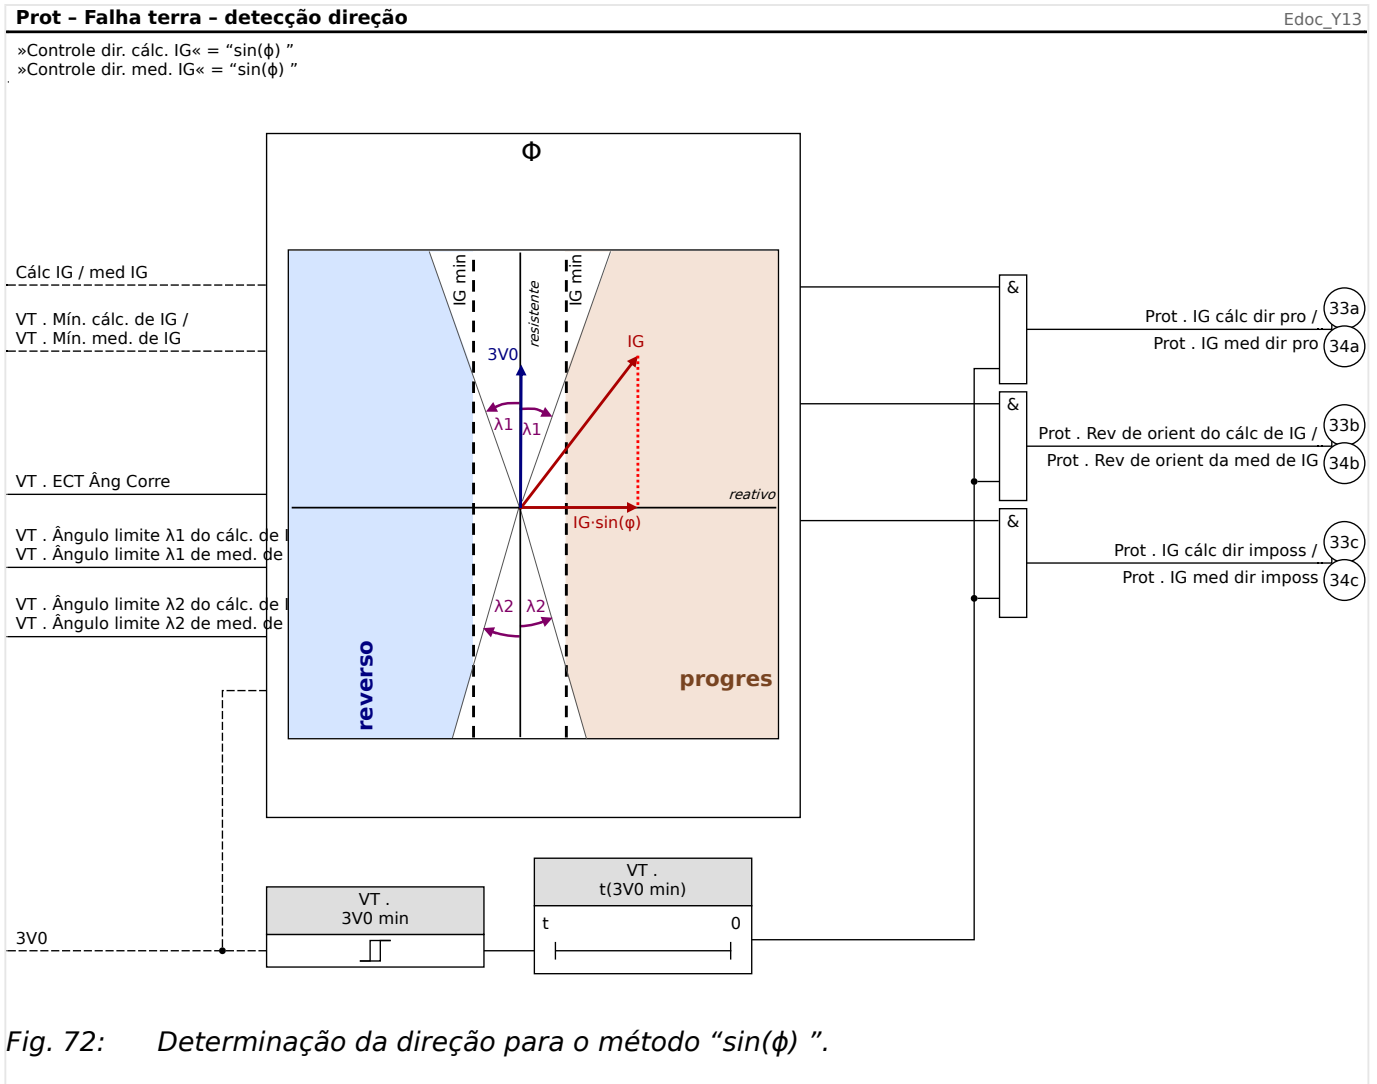 Prot – Falha terra – detecção direção
Edoc_Y13
»Controle dir. cálc. IG« = “sin(ϕ) ”
»Controle dir. med. IG« = “sin(ϕ) ”
Φ
Cálc IG / med IG
VT . Mín. cálc. de IG /
VT . Mín. med. de IG
VT . ECT Âng Corre
VT . Ângulo limite λ1 do cálc. de I
VT . Ângulo limite λ1 de med. de
VT . Ângulo limite λ2 do cálc. de I
VT . Ângulo limite λ2 de med. de
3V0
IG min
resistente
IG min
3V0
IG
λ1
λ1
reativo
IG·sin(φ)
λ2
λ2
reverso
progres
&
Prot . IG cálc dir pro /
33a
Prot . IG med dir pro
34a
&
Prot . Rev de orient do cálc de IG /
33b
Prot . Rev de orient da med de IG
34b
&
Prot . IG cálc dir imposs /
33c
Prot . IG med dir imposs
34c
VT .
3V0 min
VT .
t(3V0 min)
t
0
Fig. 72: Determinação da direção para o método “sin(ϕ) ”.